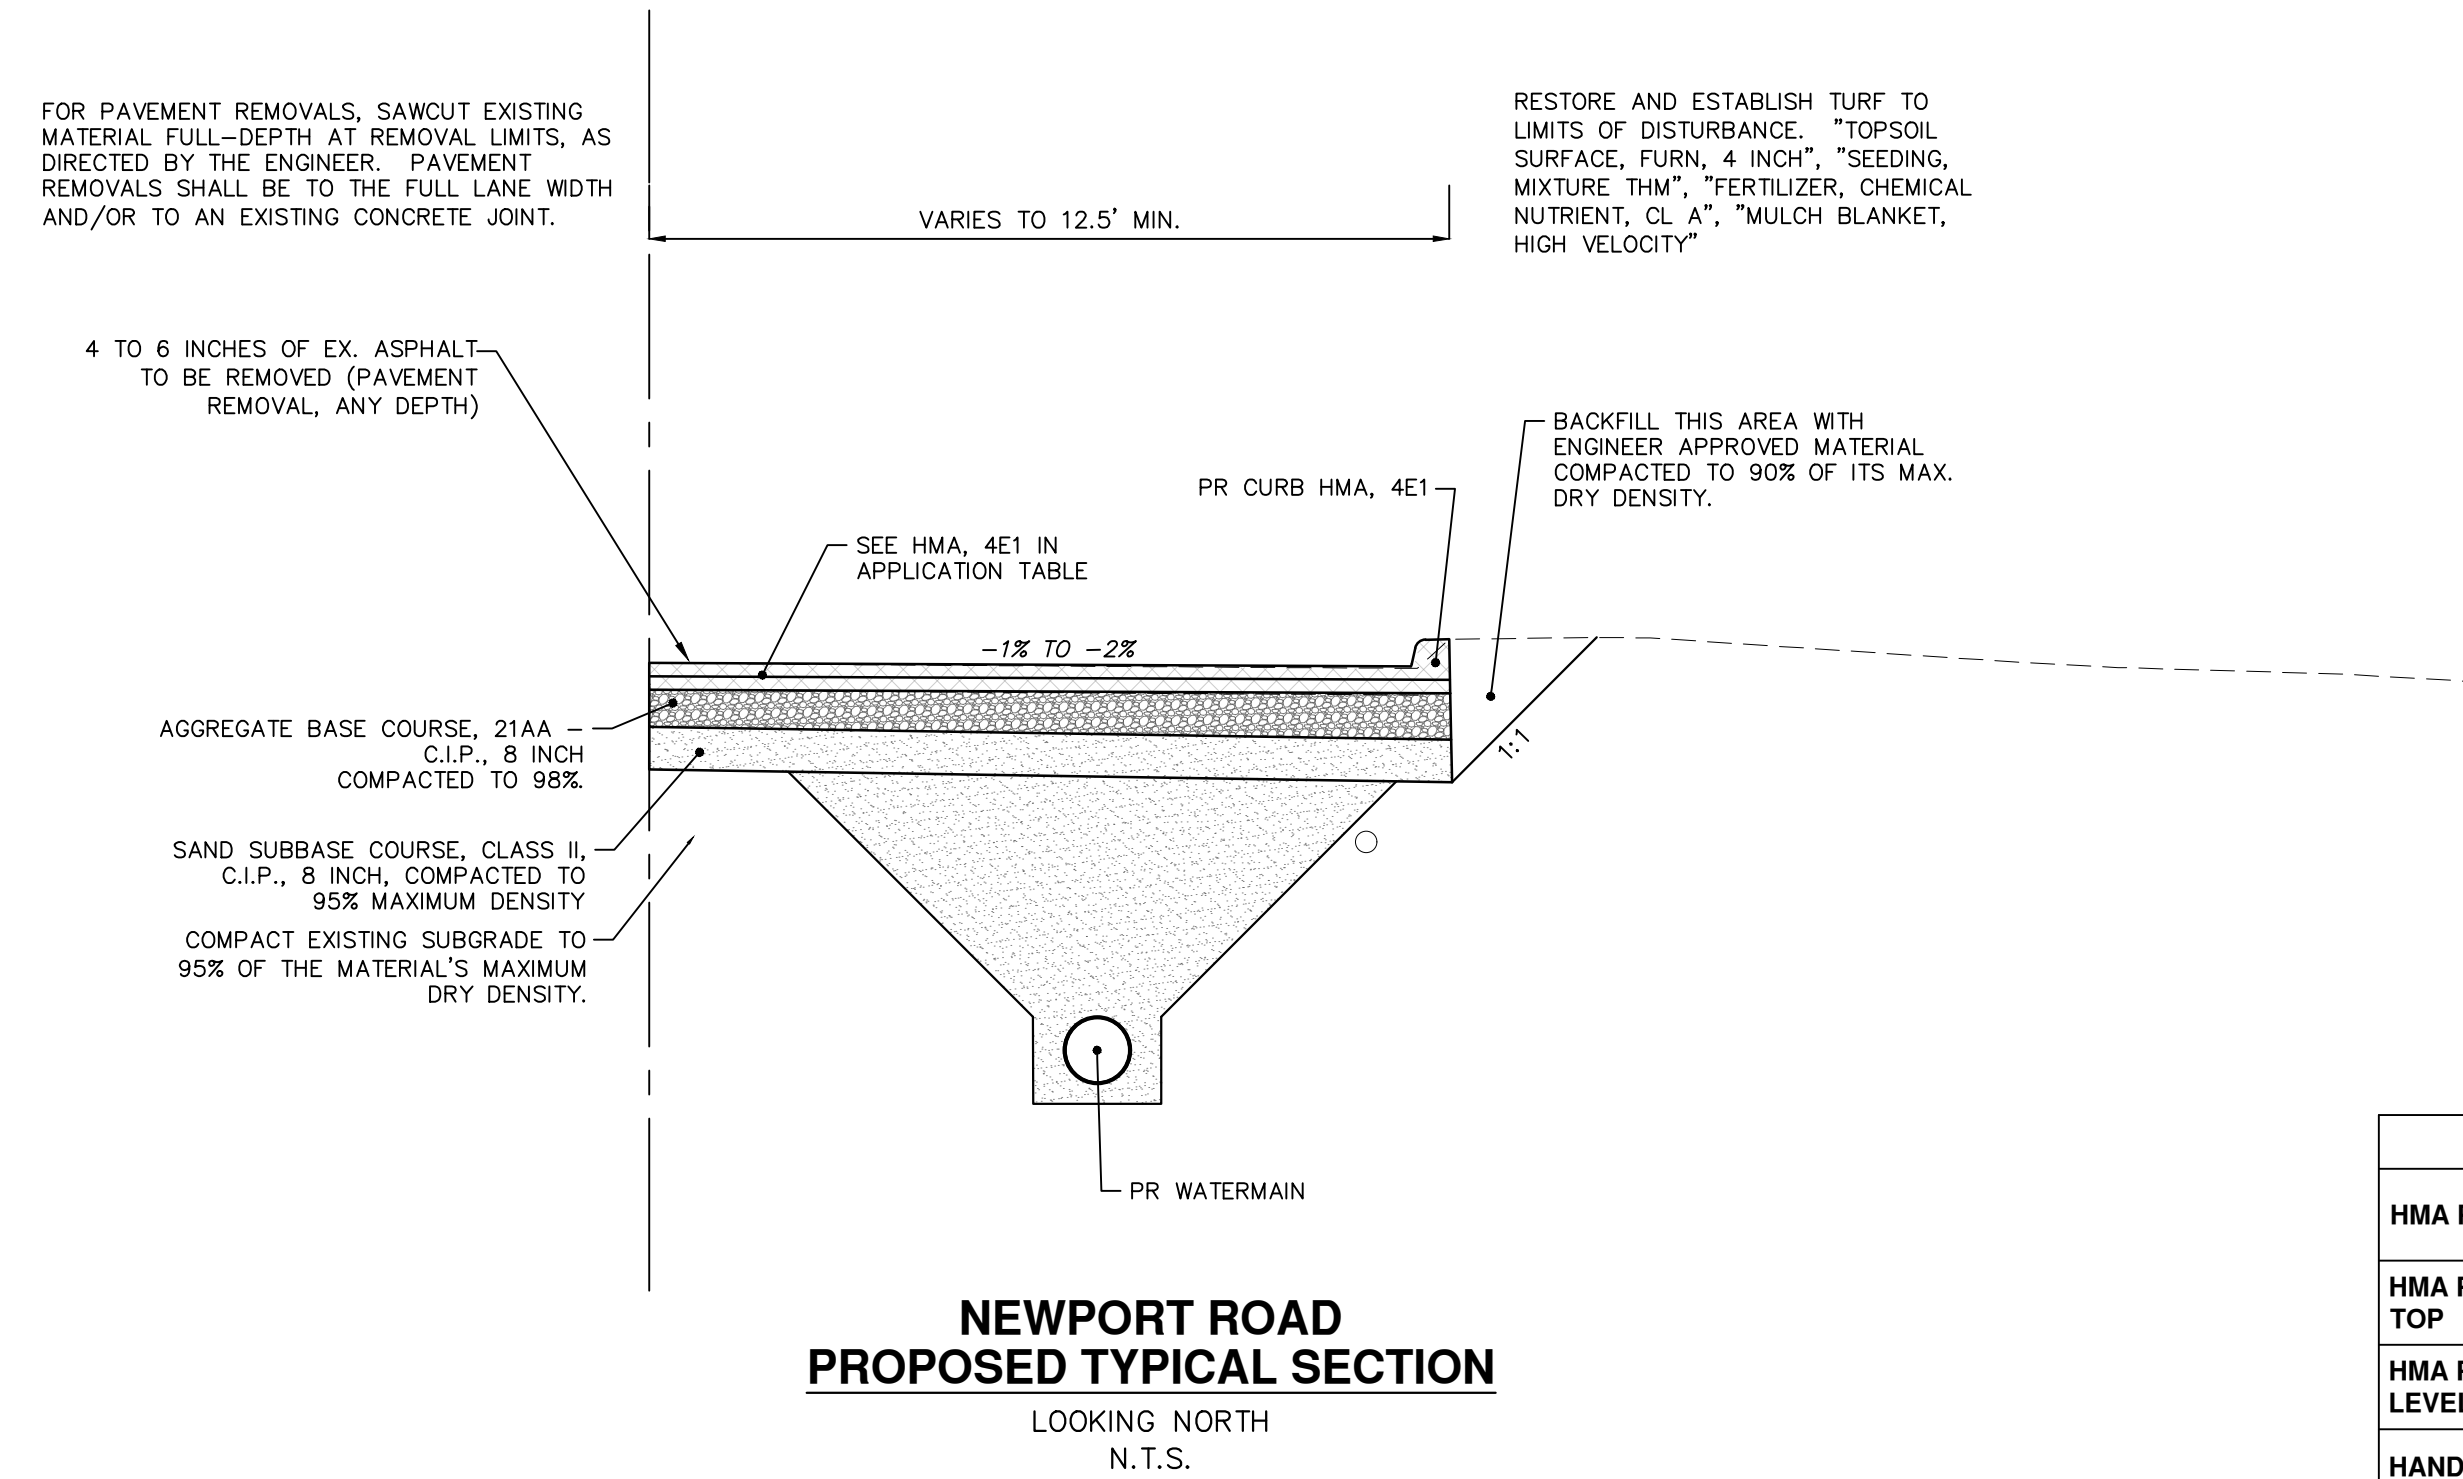 FOR PAVEMENT REMOVALS, SAWCUT EXISTING
MATERIAL FULL-DEPTH AT REMOVAL LIMITS, AS
DIRECTED BY THE ENGINEER. PAVEMENT
REMOVALS SHALL BE TO THE FULL LANE WIDTH
AND/OR TO AN EXISTING CONCRETE JOINT.
VARIES TO 12.5' MIN.
RESTORE AND ESTABLISH TURF TO
LIMITS OF DISTURBANCE. "TOPSOIL
SURFACE, FURN, 4 INCH", "SEEDING,
MIXTURE THM", "FERTILIZER, CHEMICAL
NUTRIENT, CL A", "MULCH BLANKET,
HIGH VELOCITY"
4 TO 6 INCHES OF EX. ASPHALT
TO BE REMOVED (PAVEMENT
REMOVAL, ANY DEPTH)
BACKFILL THIS AREA WITH
ENGINEER APPROVED MATERIAL
COMPACTED TO 90% OF ITS MAX.
DRY DENSITY.
PR CURB HMA, 4E1
SEE HMA, 4E1 IN
APPLICATION TABLE
-1% TO -2%
AGGREGATE BASE COURSE, 21AA -
C.I.P., 8 INCH
COMPACTED TO 98%.
1:1
SAND SUBBASE COURSE, CLASS II,
C.I.P., 8 INCH, COMPACTED TO
95% MAXIMUM DENSITY
COMPACT EXISTING SUBGRADE TO
95% OF THE MATERIAL'S MAXIMUM
DRY DENSITY.
PR WATERMAIN
NEWPORT ROAD
PROPOSED TYPICAL SECTION
LOOKING NORTH
N.T.S.
HMA
HMA
TOP
HMA
HAND